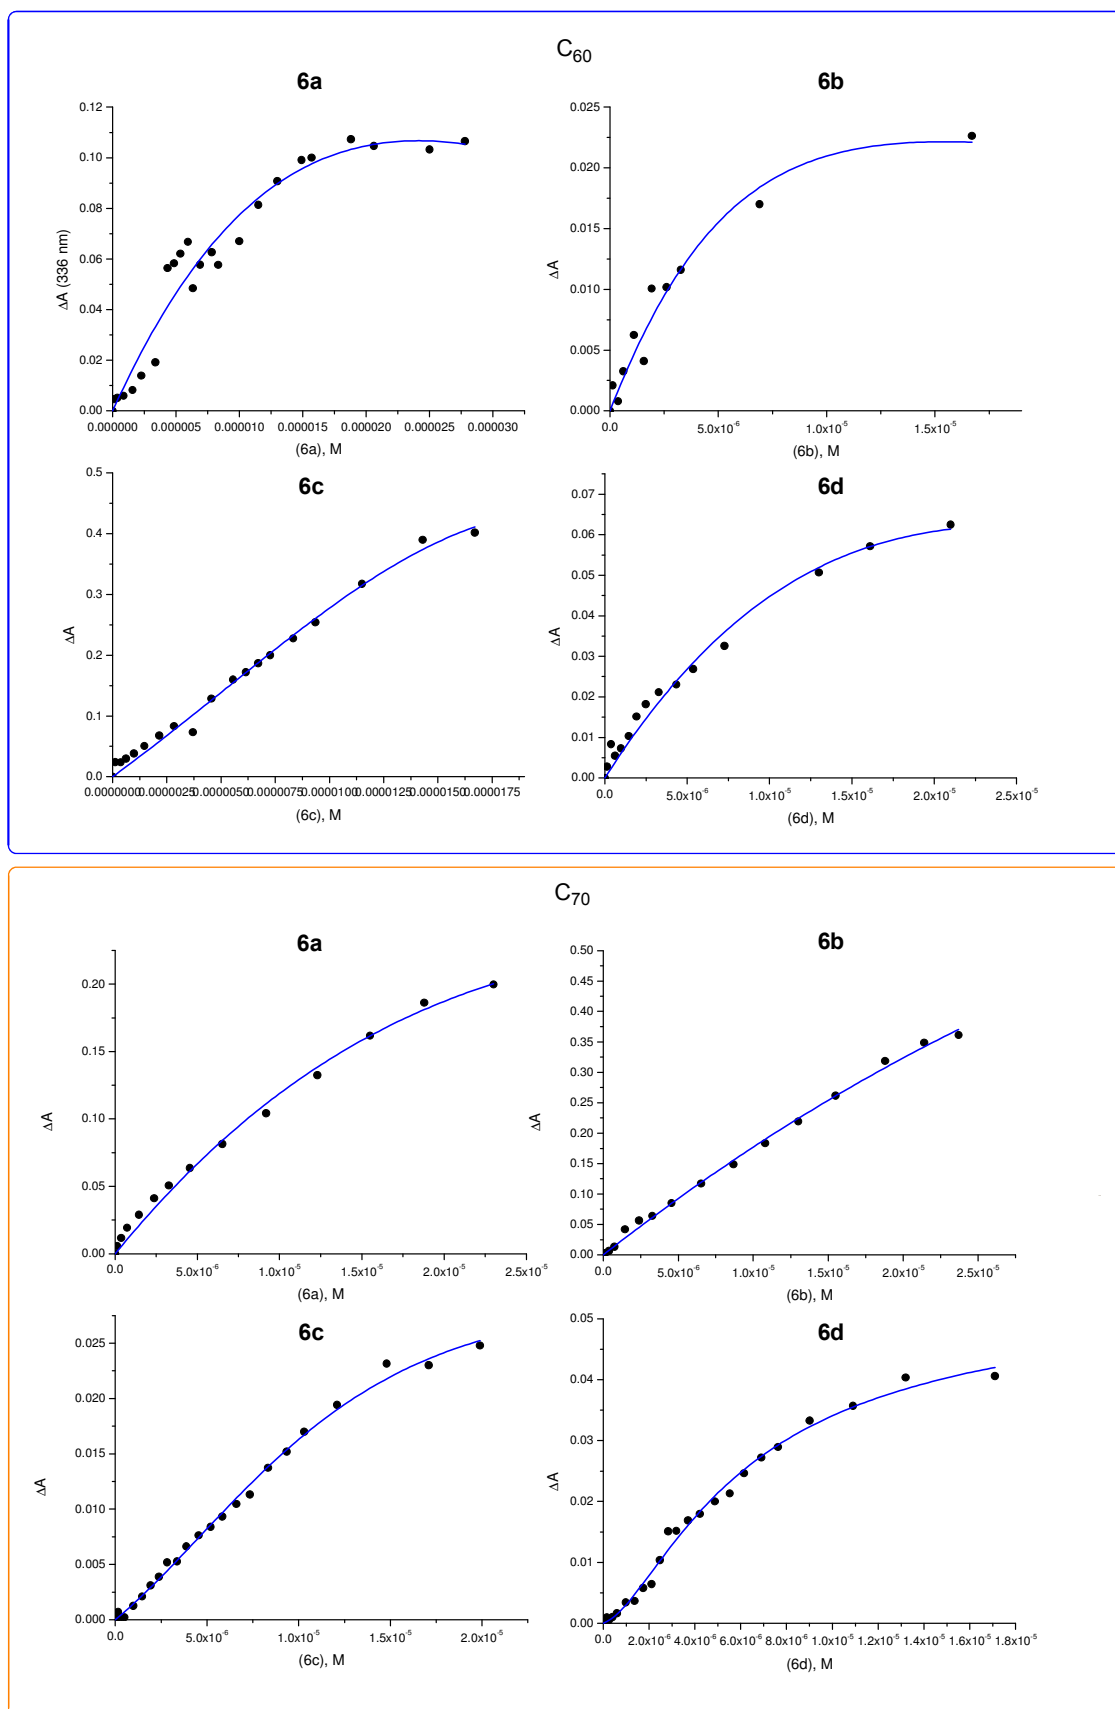 C60
6a
0.12
0.10
0.08
0.06
0.04
0.02
0.00
ΔA (336 nm)
0.000000 0.000005 0.000010 0.000015 0.000020 0.000025 0.000030
(6a), M
6b
0.025
0.020
0.015
0.010
0.005
0.000
ΔA
0.0 5.0x10⁻⁶ 1.0x10⁻⁵ 1.5x10⁻⁵
(6b), M
6c
0.5
0.4
0.3
0.2
0.1
0.0
ΔA
0.0000000 0.0000025 0.0000050 0.0000075 0.0000100 0.0000125 0.0000150 0.0000175
(6c), M
6d
0.07
0.06
0.05
0.04
0.03
0.02
0.01
0.00
ΔA
0.0 5.0x10⁻⁶ 1.0x10⁻⁵ 1.5x10⁻⁵ 2.0x10⁻⁵ 2.5x10⁻⁵
(6d), M
C70
6a
0.20
0.15
0.10
0.05
0.00
ΔA
0.0 5.0x10⁻⁶ 1.0x10⁻⁵ 1.5x10⁻⁵ 2.0x10⁻⁵ 2.5x10⁻⁵
(6a), M
6b
0.50
0.45
0.40
0.35
0.30
0.25
0.20
0.15
0.10
0.05
0.00
ΔA
0.0 5.0x10⁻⁶ 1.0x10⁻⁵ 1.5x10⁻⁵ 2.0x10⁻⁵ 2.5x10⁻⁵
(6b), M
6c
0.025
0.020
0.015
0.010
0.005
0.000
ΔA
0.0 5.0x10⁻⁶ 1.0x10⁻⁵ 1.5x10⁻⁵ 2.0x10⁻⁵
(6c), M
6d
0.05
0.04
0.03
0.02
0.01
0.00
ΔA
0.0 2.0x10⁻⁶ 4.0x10⁻⁶ 6.0x10⁻⁶ 8.0x10⁻⁶ 1.0x10⁻⁵ 1.2x10⁻⁵ 1.4x10⁻⁵ 1.6x10⁻⁵ 1.8x10⁻⁵
(6d), M